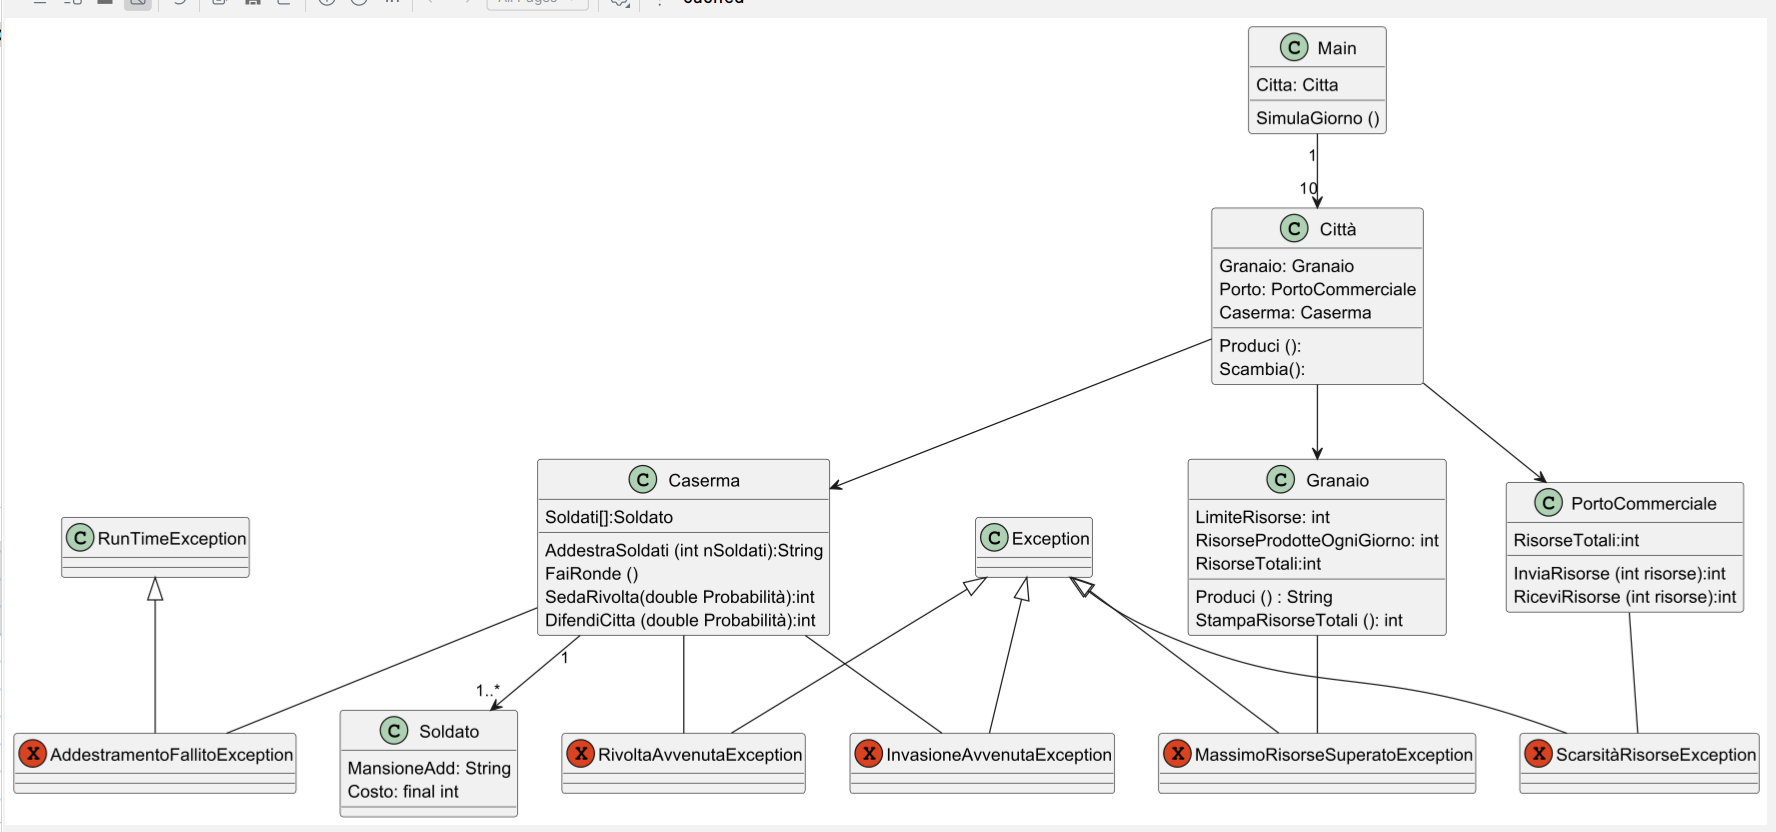 C Main
Citta: Citta
SimulaGiorno ()
1
10
C Città
Granaio: Granaio
Porto: PortoCommerciale
Caserma: Caserma
Produci ():
Scambia():
C Caserma
Soldati[]:Soldato
AddestraSoldati (int nSoldati):String
FaiRonde ()
SedaRivolta(double Probabilità):int
DifendiCitta (double Probabilità):int
C Granaio
LimiteRisorse: int
RisorseProdotteOgniGiorno: int
RisorseTotali:int
Produci () : String
StampaRisorseTotali (): int
C PortoCommerciale
RisorseTotali:int
InviaRisorse (int risorse):int
RiceviRisorse (int risorse):int
C RunTimeException
C Exception
1
1..*
X AddestramentoFallitoException
C Soldato
MansioneAdd: String
Costo: final int
X RivoltaAvvenutaException
X InvasioneAvvenutaException
X MassimoRisorseSuperatoException
X ScarsitàRisorseException